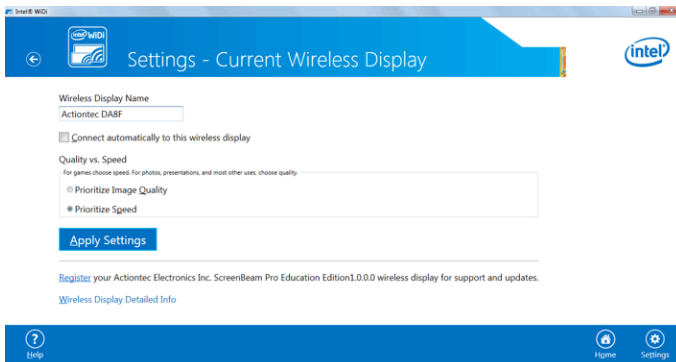 Intel® WiDi
intel WiDi
Settings - Current Wireless Display
intel
Wireless Display Name
Actiontec DA8F
Connect automatically to this wireless display
Quality vs. Speed
For games choose speed. For photos, presentations, and most other uses, choose quality.
Prioritize Image Quality
Prioritize Speed
Apply Settings
Register your Actiontec Electronics Inc. ScreenBeam Pro Education Edition1.0.0.0 wireless display for support and updates.
Wireless Display Detailed Info
?
Help
Home
Settings